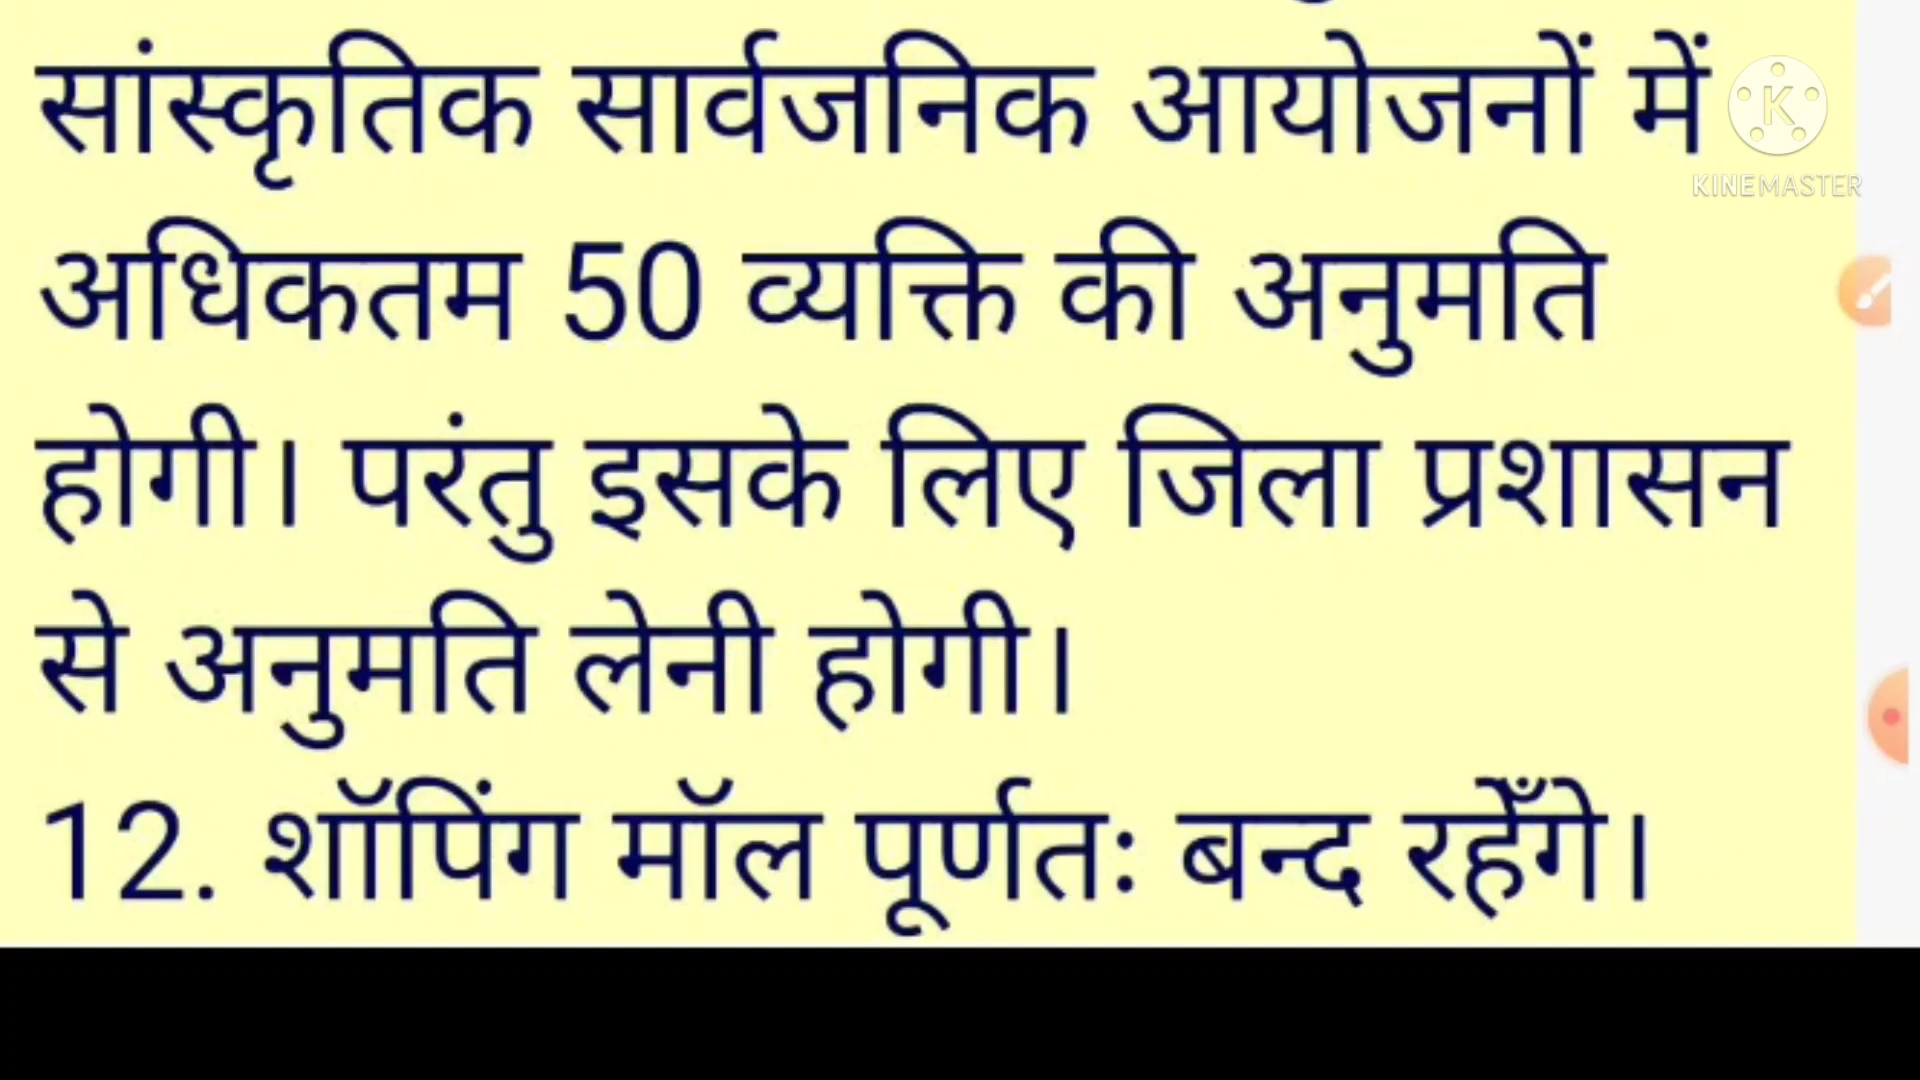 सांस्कृतिक सार्वजनिक आयोजनों में
अधिकतम 50 व्यक्ति की अनुमति
होगी। परंतु इसके लिए जिला प्रशासन
से अनुमति लेनी होगी।
12. शॉपिंग मॉल पूर्णतः बन्द रहेँगे।
K
KINEMASTER